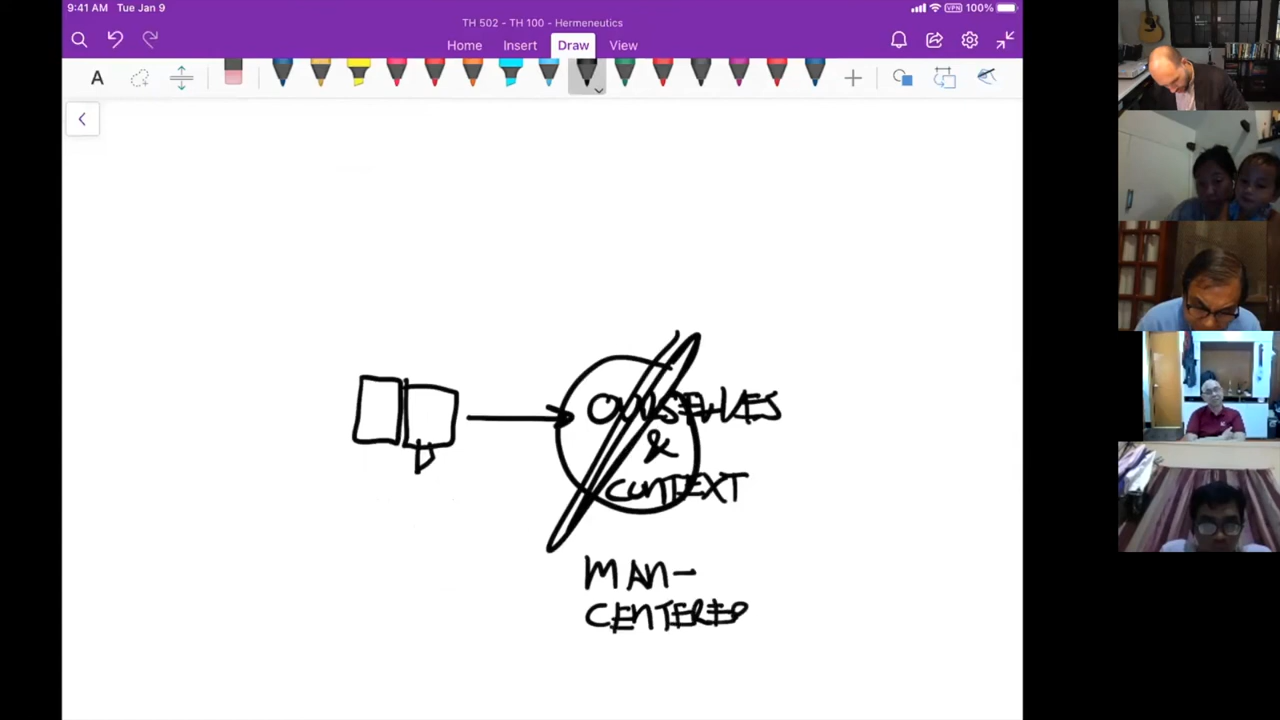 9:41 AM Tue Jan 9
VPN 100%
TH 502 - TH 100 - Hermeneutics
Home Insert Draw View
A
OURSELVES
&
CONTEXT
MAN-
CENTERED